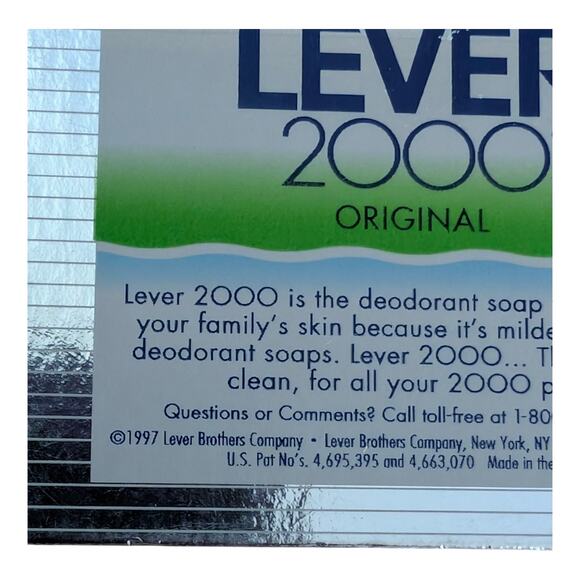 LEVER
2000
ORIGINAL
Lever 2000 is the deodorant soap
your family's skin because it's milde
deodorant soaps. Lever 2000... T
clean, for all your 2000 p
Questions or Comments? Call toll-free at 1-80
©1997 Lever Brothers Company • Lever Brothers Company, New York, NY
U.S. Pat No's. 4,695,395 and 4,663,070 Made in the